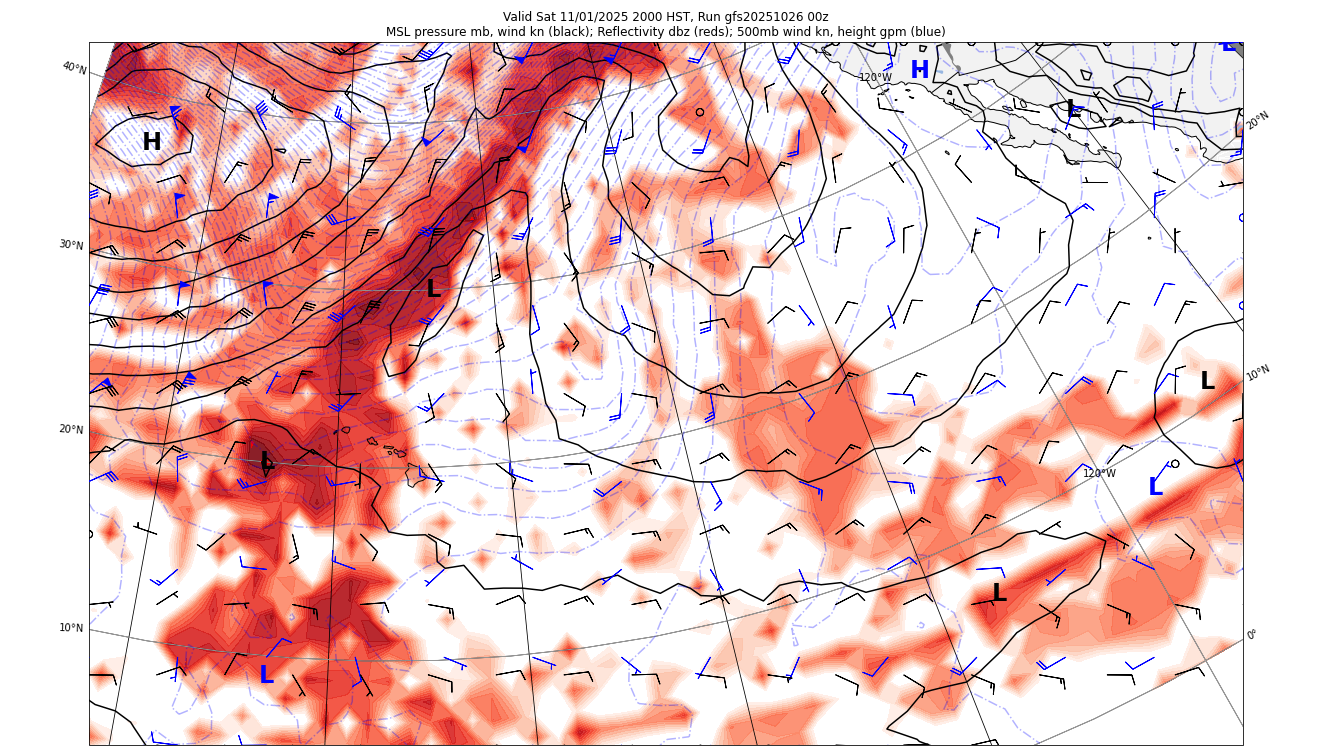 Valid Sat 11/01/2025 2000 HST, Run gfs20251026 00z
MSL pressure mb, wind kn (black); Reflectivity dbz (reds); 500mb wind kn, height gpm (blue)
40°N
120°W
H
L
20°N
H
30°N
L
10°N
L
20°N
L
120°W
L
L
10°N
0°
L